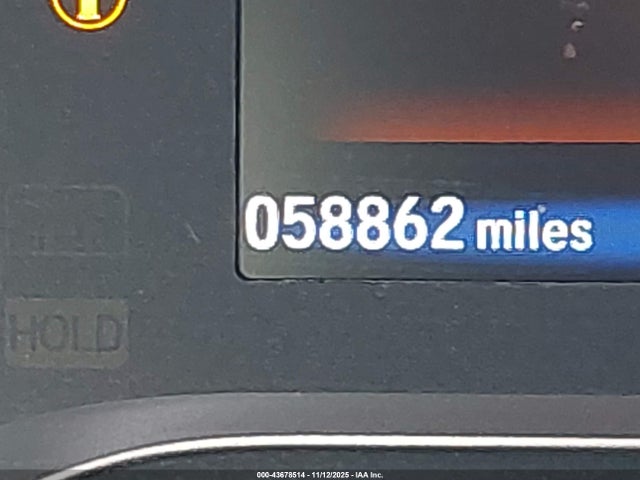 058862 miles
HOLD
000-43678514 - 11/12/2025 - IAA Inc.